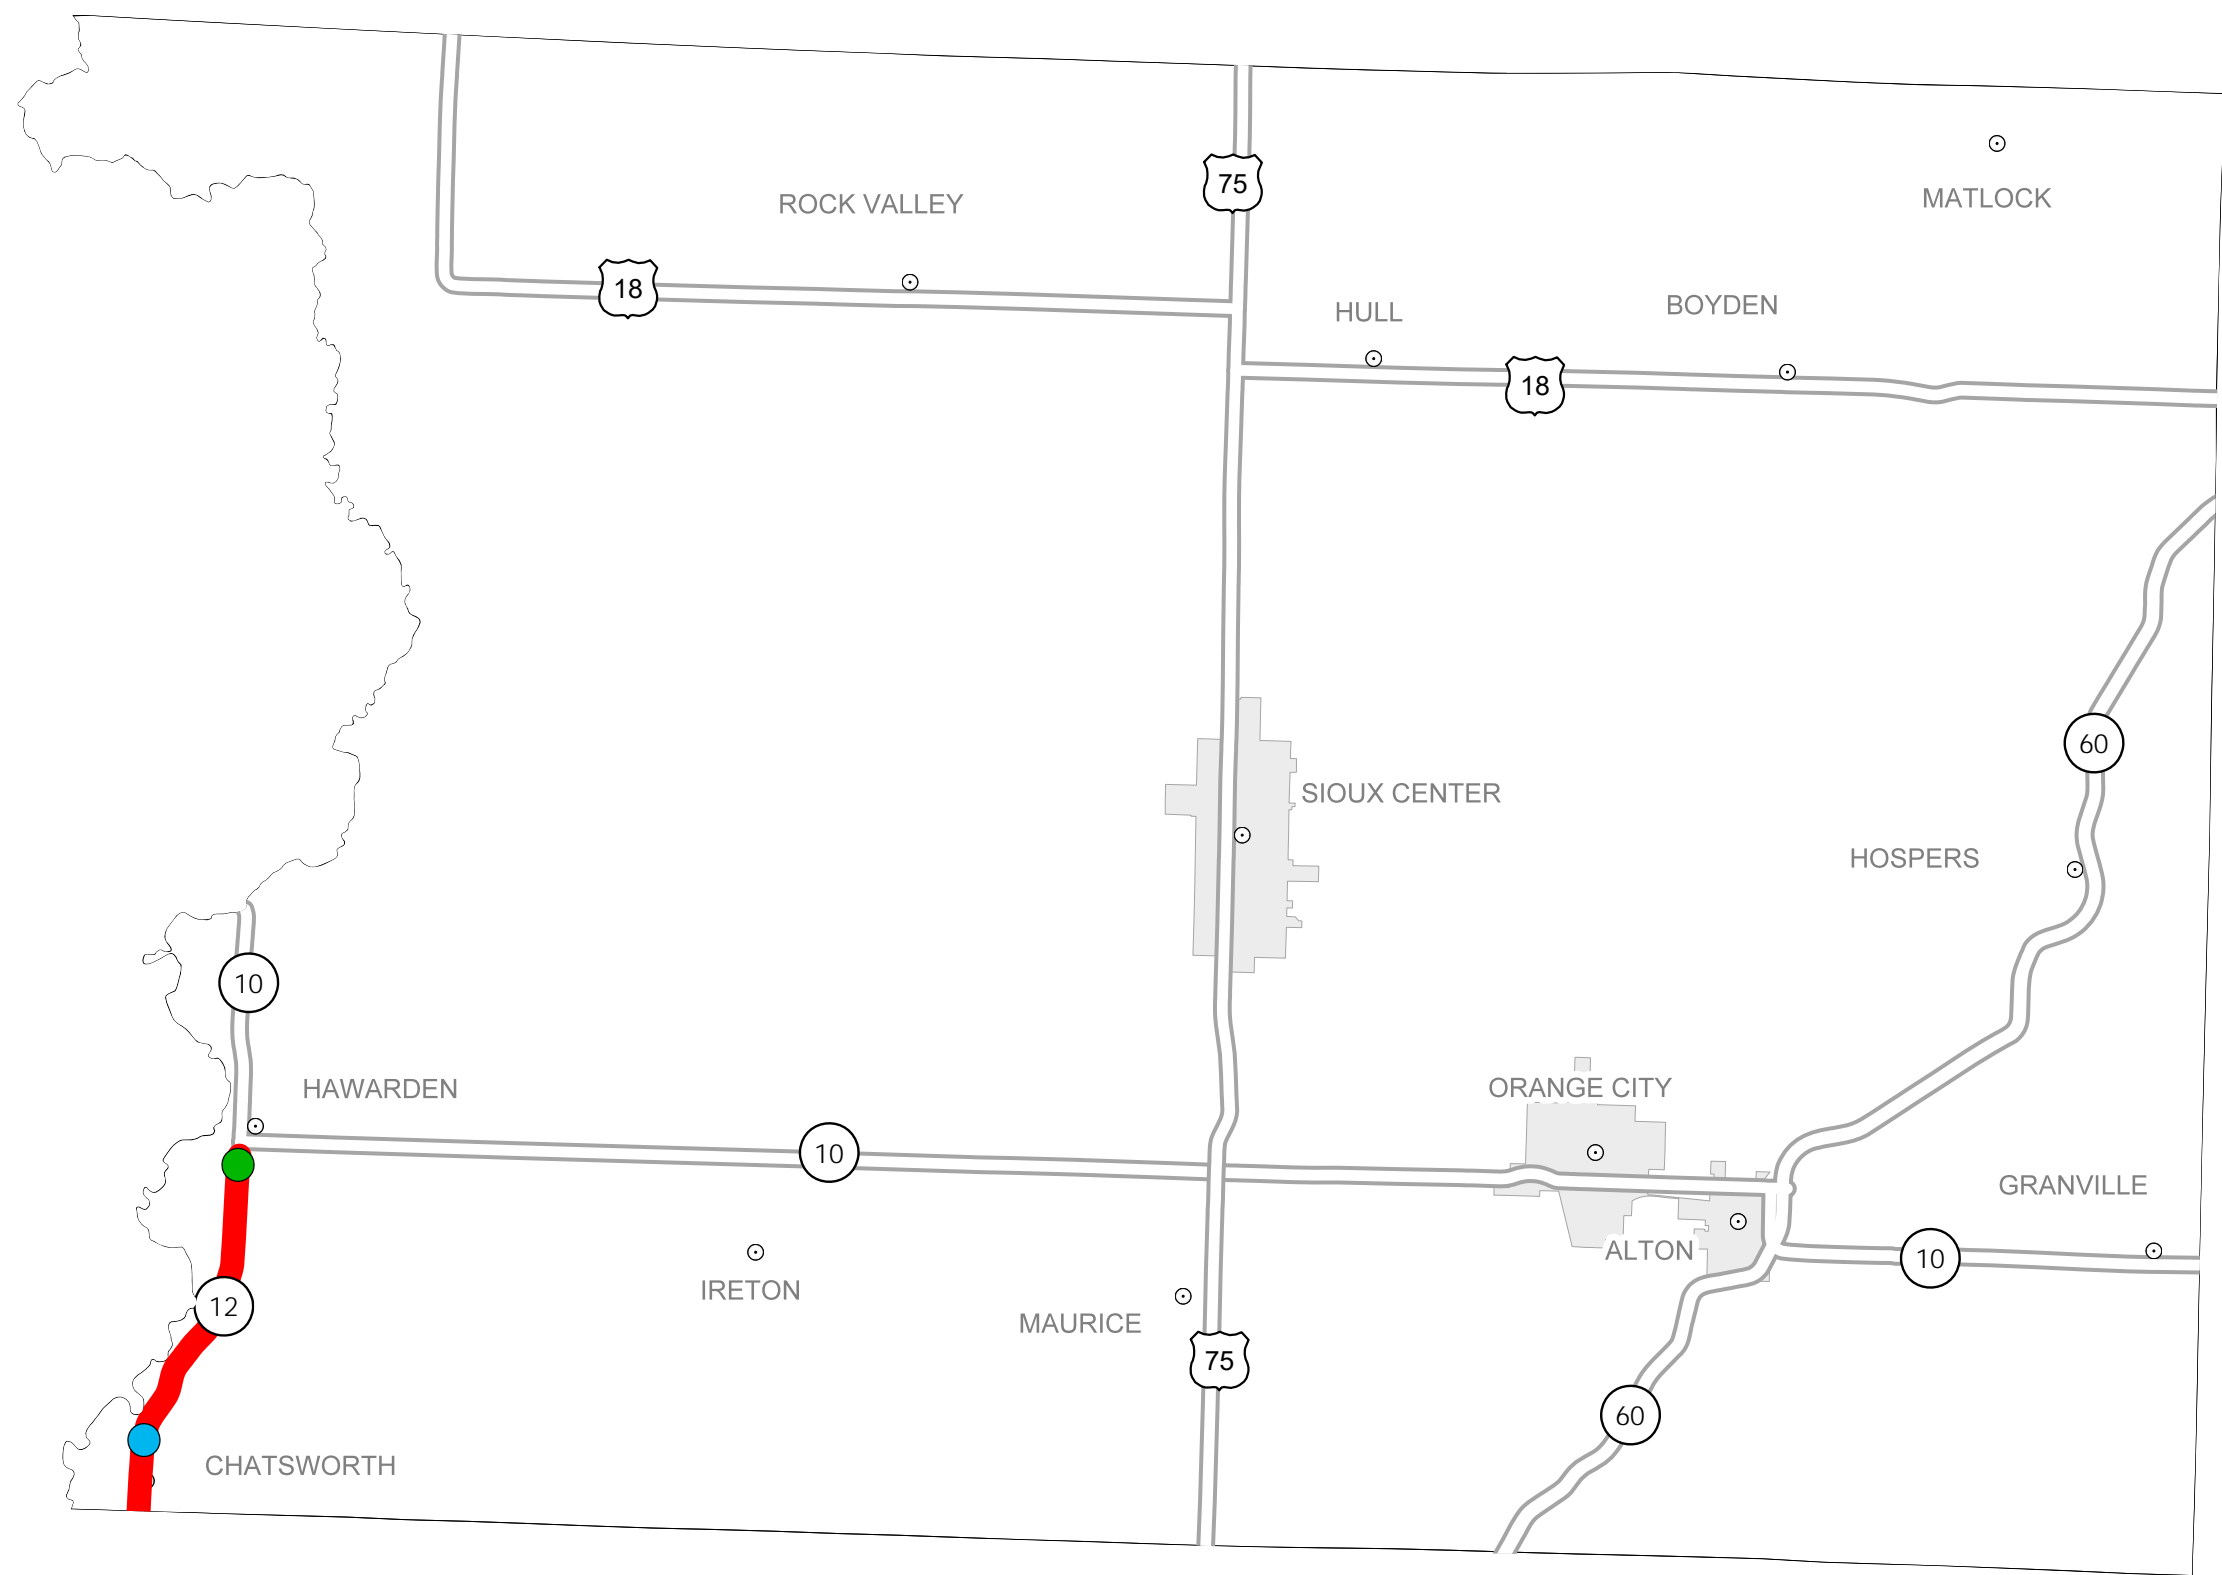 75
MATLOCK
ROCK VALLEY
18
HULL
BOYDEN
18
60
SIOUX CENTER
HOSPERS
10
HAWARDEN
ORANGE CITY
10
GRANVILLE
ALTON
10
IRETON
12
MAURICE
75
60
CHATSWORTH